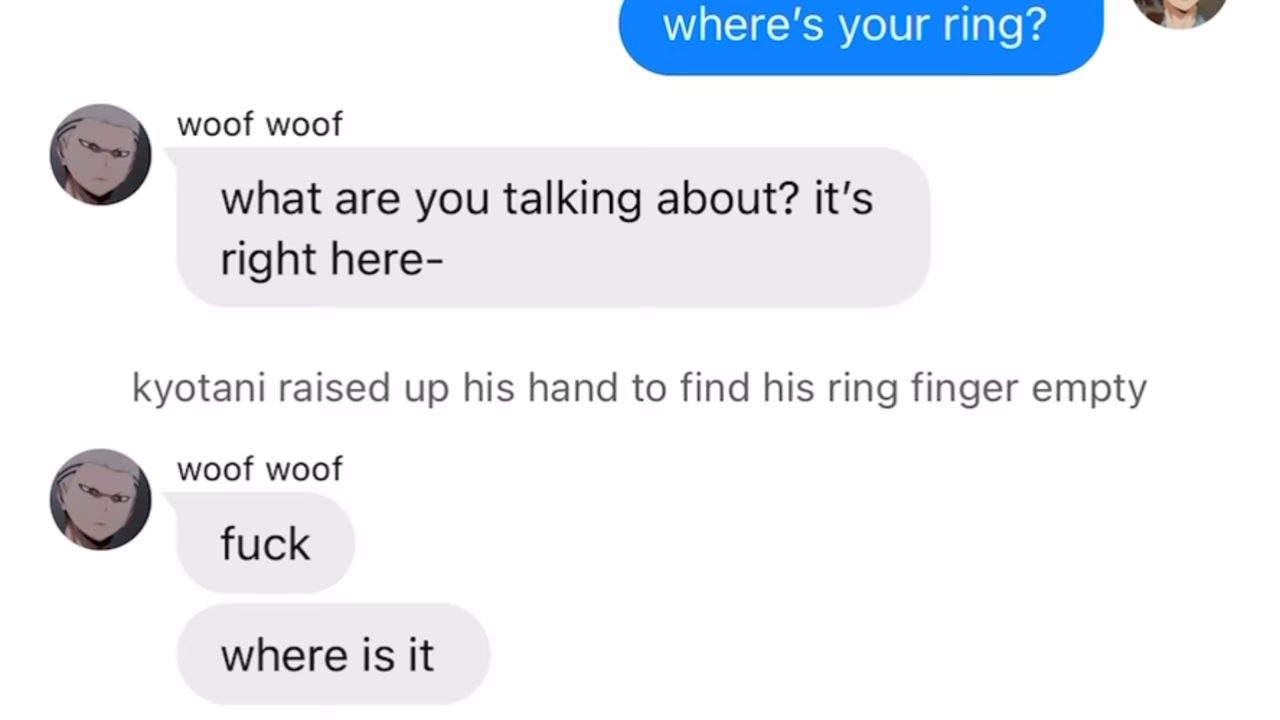 where’s your ring?
woof woof
what are you talking about? it’s
right here-
kyotani raised up his hand to find his ring finger empty
woof woof
fuck
where is it